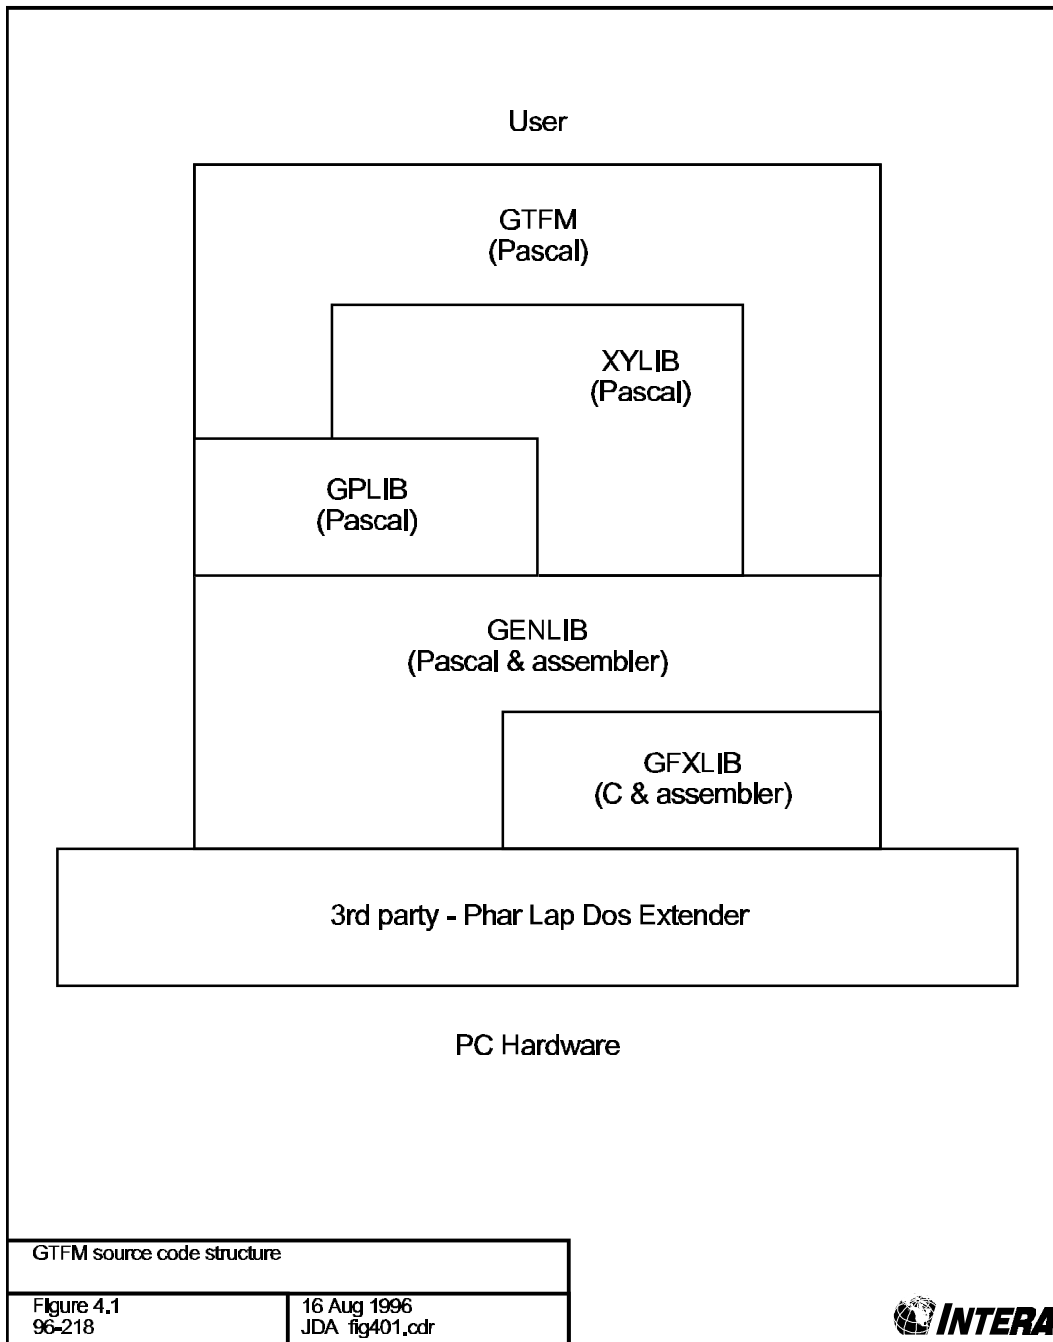 User
GTFM
(Pascal)
XYLIB
(Pascal)
GPLIB
(Pascal)
GENLIB
(Pascal & assembler)
GFXLIB
(C & assembler)
3rd party - Phar Lap Dos Extender
PC Hardware
GTFM source code structure
Figure 4.1
96-218
16 Aug 1996
JDA fig401.cdr
INTERA